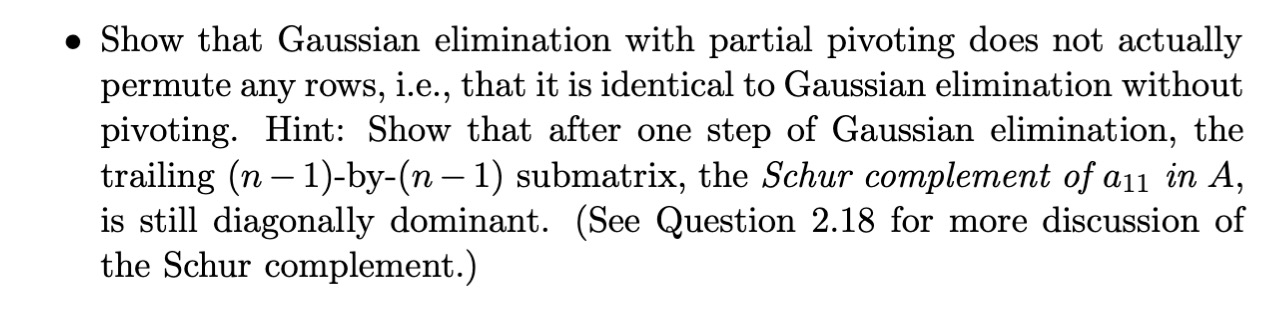 • Show that Gaussian elimination with partial pivoting does not actually
permute any rows, i.e., that it is identical to Gaussian elimination without
pivoting. Hint: Show that after one step of Gaussian elimination, the
trailing (n − 1)-by-(n − 1) submatrix, the Schur complement of a₁₁ in A,
is still diagonally dominant. (See Question 2.18 for more discussion of
the Schur complement.)